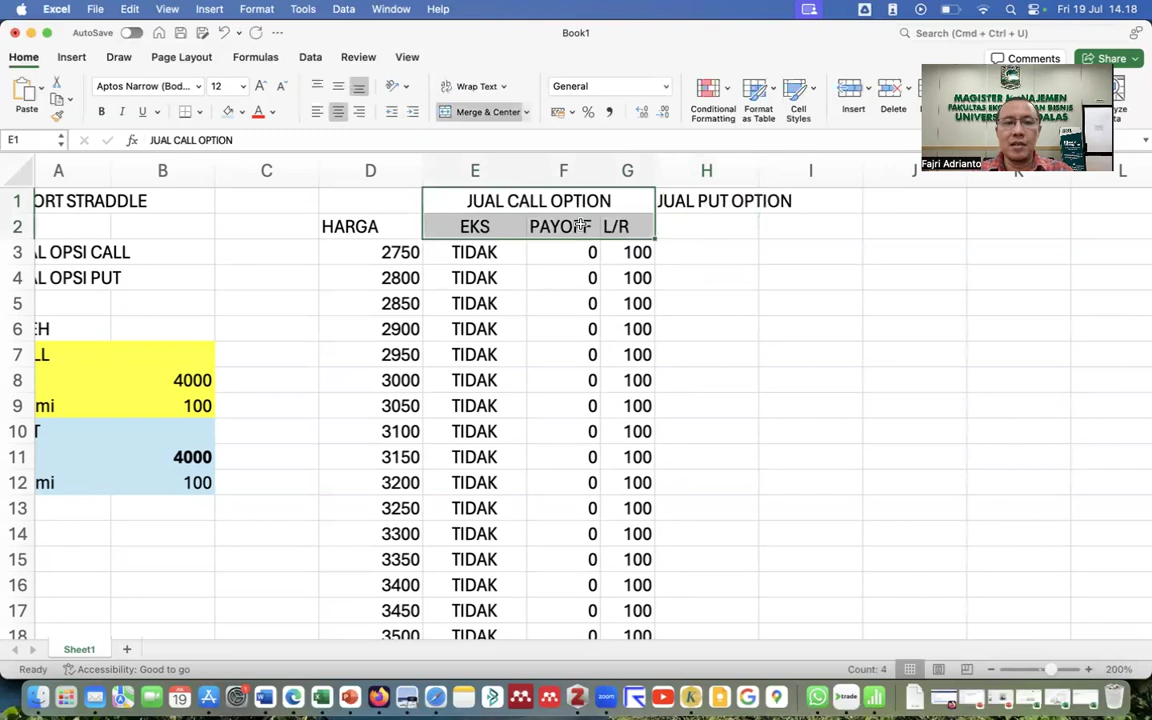 Excel File Edit View Insert Format Tools Data Window Help Fri 19 Jul 14.18
AutoSave Book1 Search (Cmd + Ctrl + U)
Home Insert Draw Page Layout Formulas Data Review View Comments Share
Paste Aptos Narrow (Bod... 12 Wrap Text General Conditional Formatting Format as Table Cell Styles Insert Delete
B I U Merge & Center
MAGISTER MANAJEMEN
FAKULTAS EKONOMI DAN BISNIS
Fajri Adrianto
E1 fx JUAL CALL OPTION
A B C D E F G H I J K L
1 ORT STRADDLE JUAL CALL OPTION JUAL PUT OPTION
2 HARGA EKS PAYOFF L/R
3 AL OPSI CALL 2750 TIDAK 0 100
4 AL OPSI PUT 2800 TIDAK 0 100
5 2850 TIDAK 0 100
6 EH 2900 TIDAK 0 100
7 LL 2950 TIDAK 0 100
8 4000 3000 TIDAK 0 100
9 mi 100 3050 TIDAK 0 100
10 T 3100 TIDAK 0 100
11 4000 3150 TIDAK 0 100
12 mi 100 3200 TIDAK 0 100
13 3250 TIDAK 0 100
14 3300 TIDAK 0 100
15 3350 TIDAK 0 100
16 3400 TIDAK 0 100
17 3450 TIDAK 0 100
18 3500 TIDAK 0 100
Sheet1
Ready Accessibility: Good to go Count: 4 200%